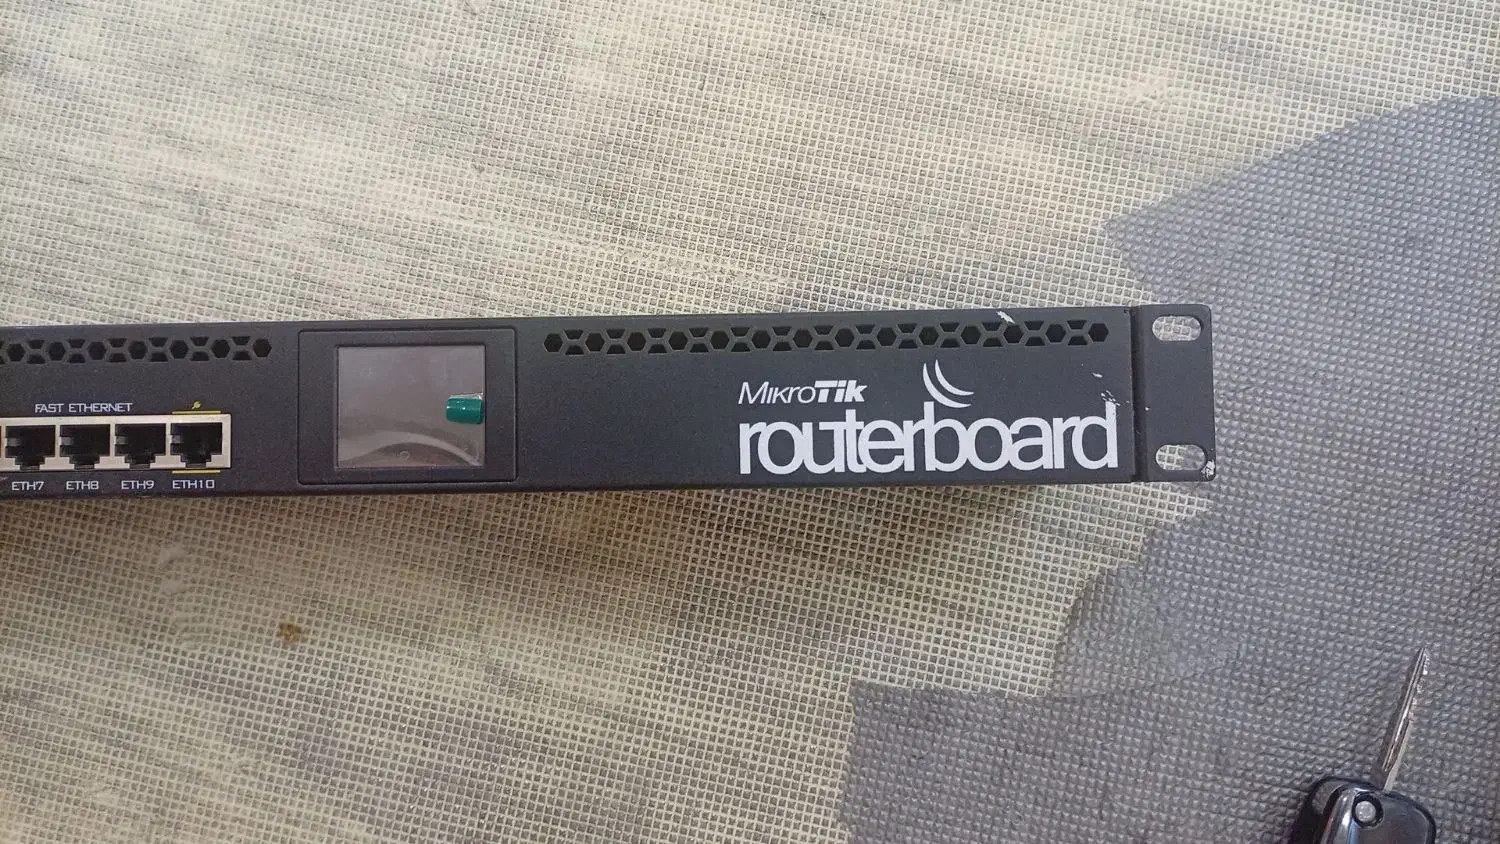 FAST ETHERNET
ETH7 ETH8 ETH9 ETH10
MIKROTik
routerboard